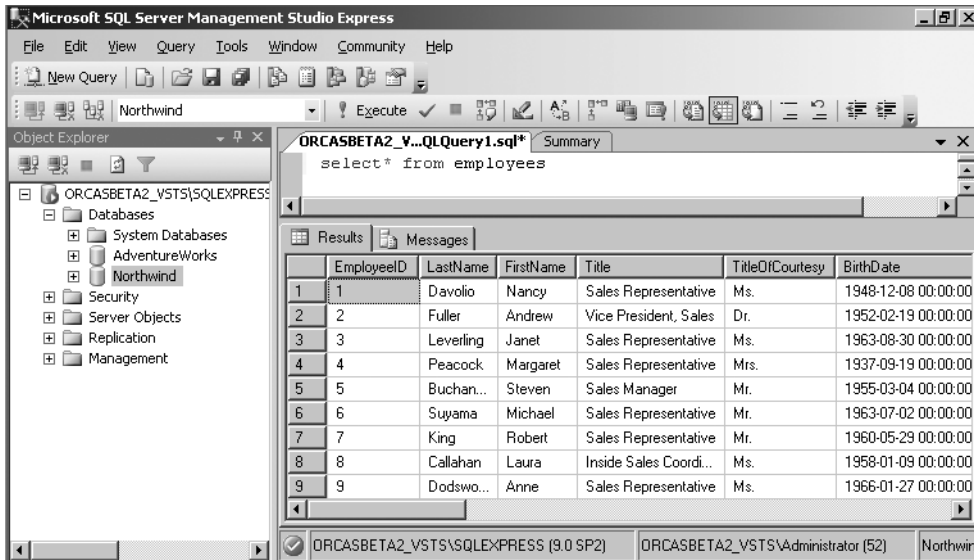 Microsoft SQL Server Management Studio Express
File Edit View Query Tools Window Community Help
New Query
Northwind Execute
Object Explorer
ORCASBETA2_VSTS\SQLEXPRESS
Databases
System Databases
AdventureWorks
Northwind
Security
Server Objects
Replication
Management
ORCASBETA2_V...QLQuery1.sql* Summary
select* from employees
Results Messages
EmployeeID LastName FirstName Title TitleOfCourtesy BirthDate
1 1 Davolio Nancy Sales Representative Ms. 1948-12-08 00:00:00
2 2 Fuller Andrew Vice President, Sales Dr. 1952-02-19 00:00:00
3 3 Leverling Janet Sales Representative Ms. 1963-08-30 00:00:00
4 4 Peacock Margaret Sales Representative Mrs. 1937-09-19 00:00:00
5 5 Buchan... Steven Sales Manager Mr. 1955-03-04 00:00:00
6 6 Suyama Michael Sales Representative Mr. 1963-07-02 00:00:00
7 7 King Robert Sales Representative Mr. 1960-05-29 00:00:00
8 8 Callahan Laura Inside Sales Coordi... Ms. 1958-01-09 00:00:00
9 9 Dodswo... Anne Sales Representative Ms. 1966-01-27 00:00:00
ORCASBETA2_VSTS\SQLEXPRESS (9.0 SP2) ORCASBETA2_VSTS\Administrator (52) Northwin